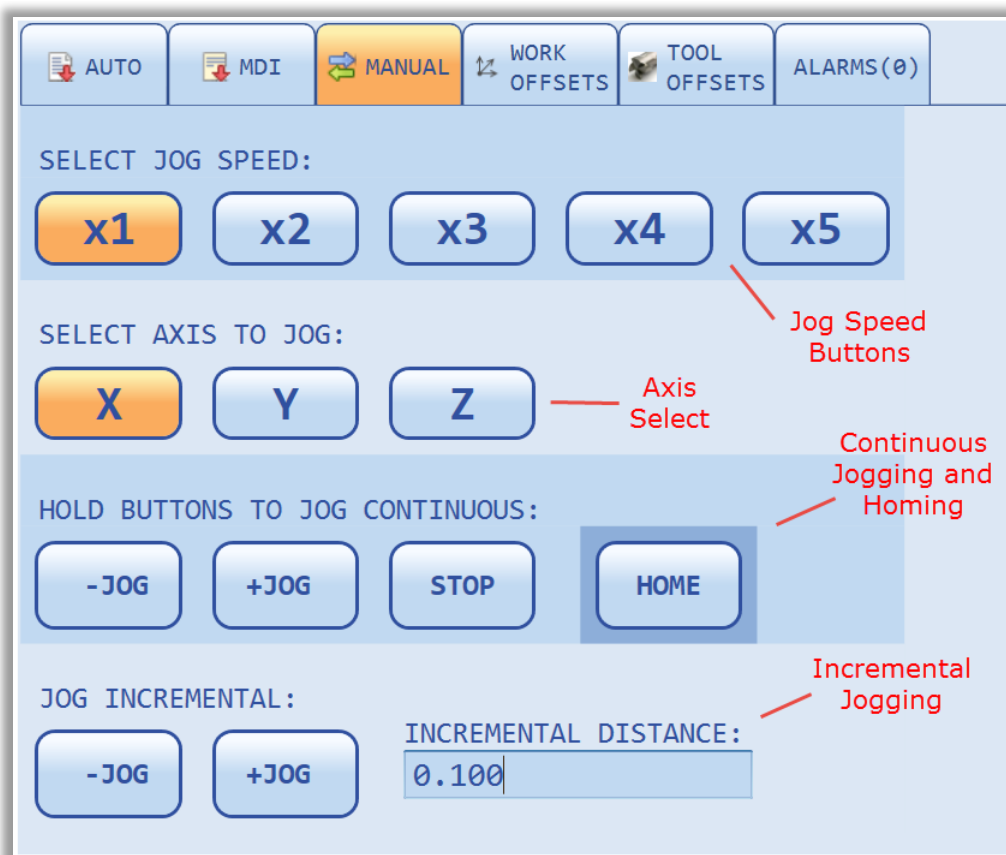 AUTO MDI MANUAL WORK OFFSETS TOOL OFFSETS ALARMS(0)
SELECT JOG SPEED:
x1 x2 x3 x4 x5
Jog Speed
Buttons
SELECT AXIS TO JOG:
X Y Z
Axis
Select
Continuous
Jogging and
Homing
HOLD BUTTONS TO JOG CONTINUOUS:
-JOG +JOG STOP HOME
Incremental
Jogging
JOG INCREMENTAL:
-JOG +JOG
INCREMENTAL DISTANCE:
0.100